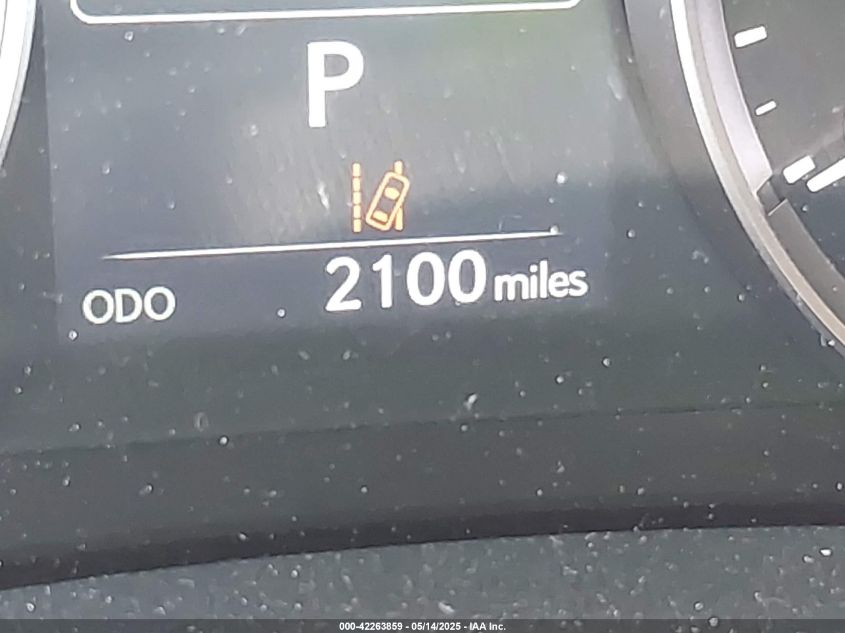 P
ODO 2100 miles
000-42263859 - 05/14/2025 - IAA Inc.